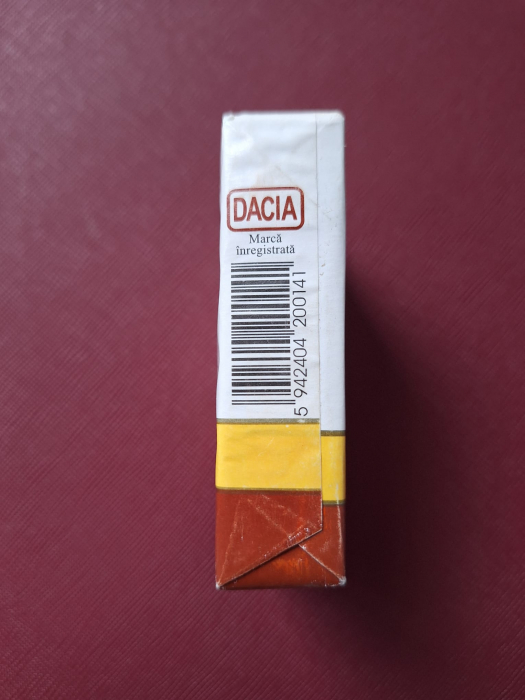 DACIA
Marcă
înregistrată
5 942404 200141